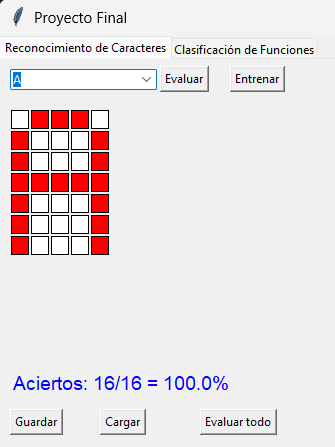 Proyecto Final
Reconocimiento de Caracteres Clasificación de Funciones
A Evaluar Entrenar
Aciertos: 16/16 = 100.0%
Guardar Cargar Evaluar todo